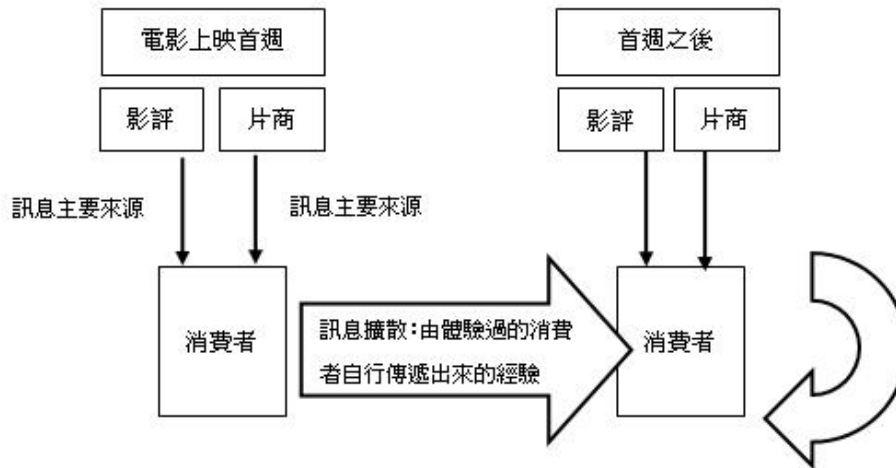 電影上映首週
首週之後
影評
片商
影評
片商
訊息主要來源
訊息主要來源
消費者
訊息擴散：由體驗過的消費
者自行傳遞出來的經驗
消費者